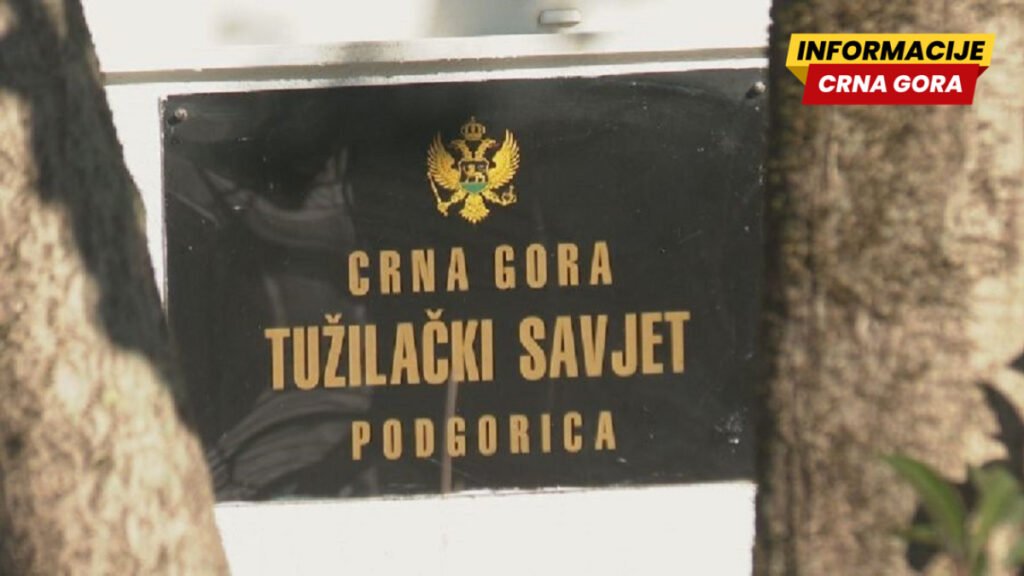 INFORMACIJE
CRNA GORA
CRNA GORA
TUŽILAČKI SAVJET
PODGORICA